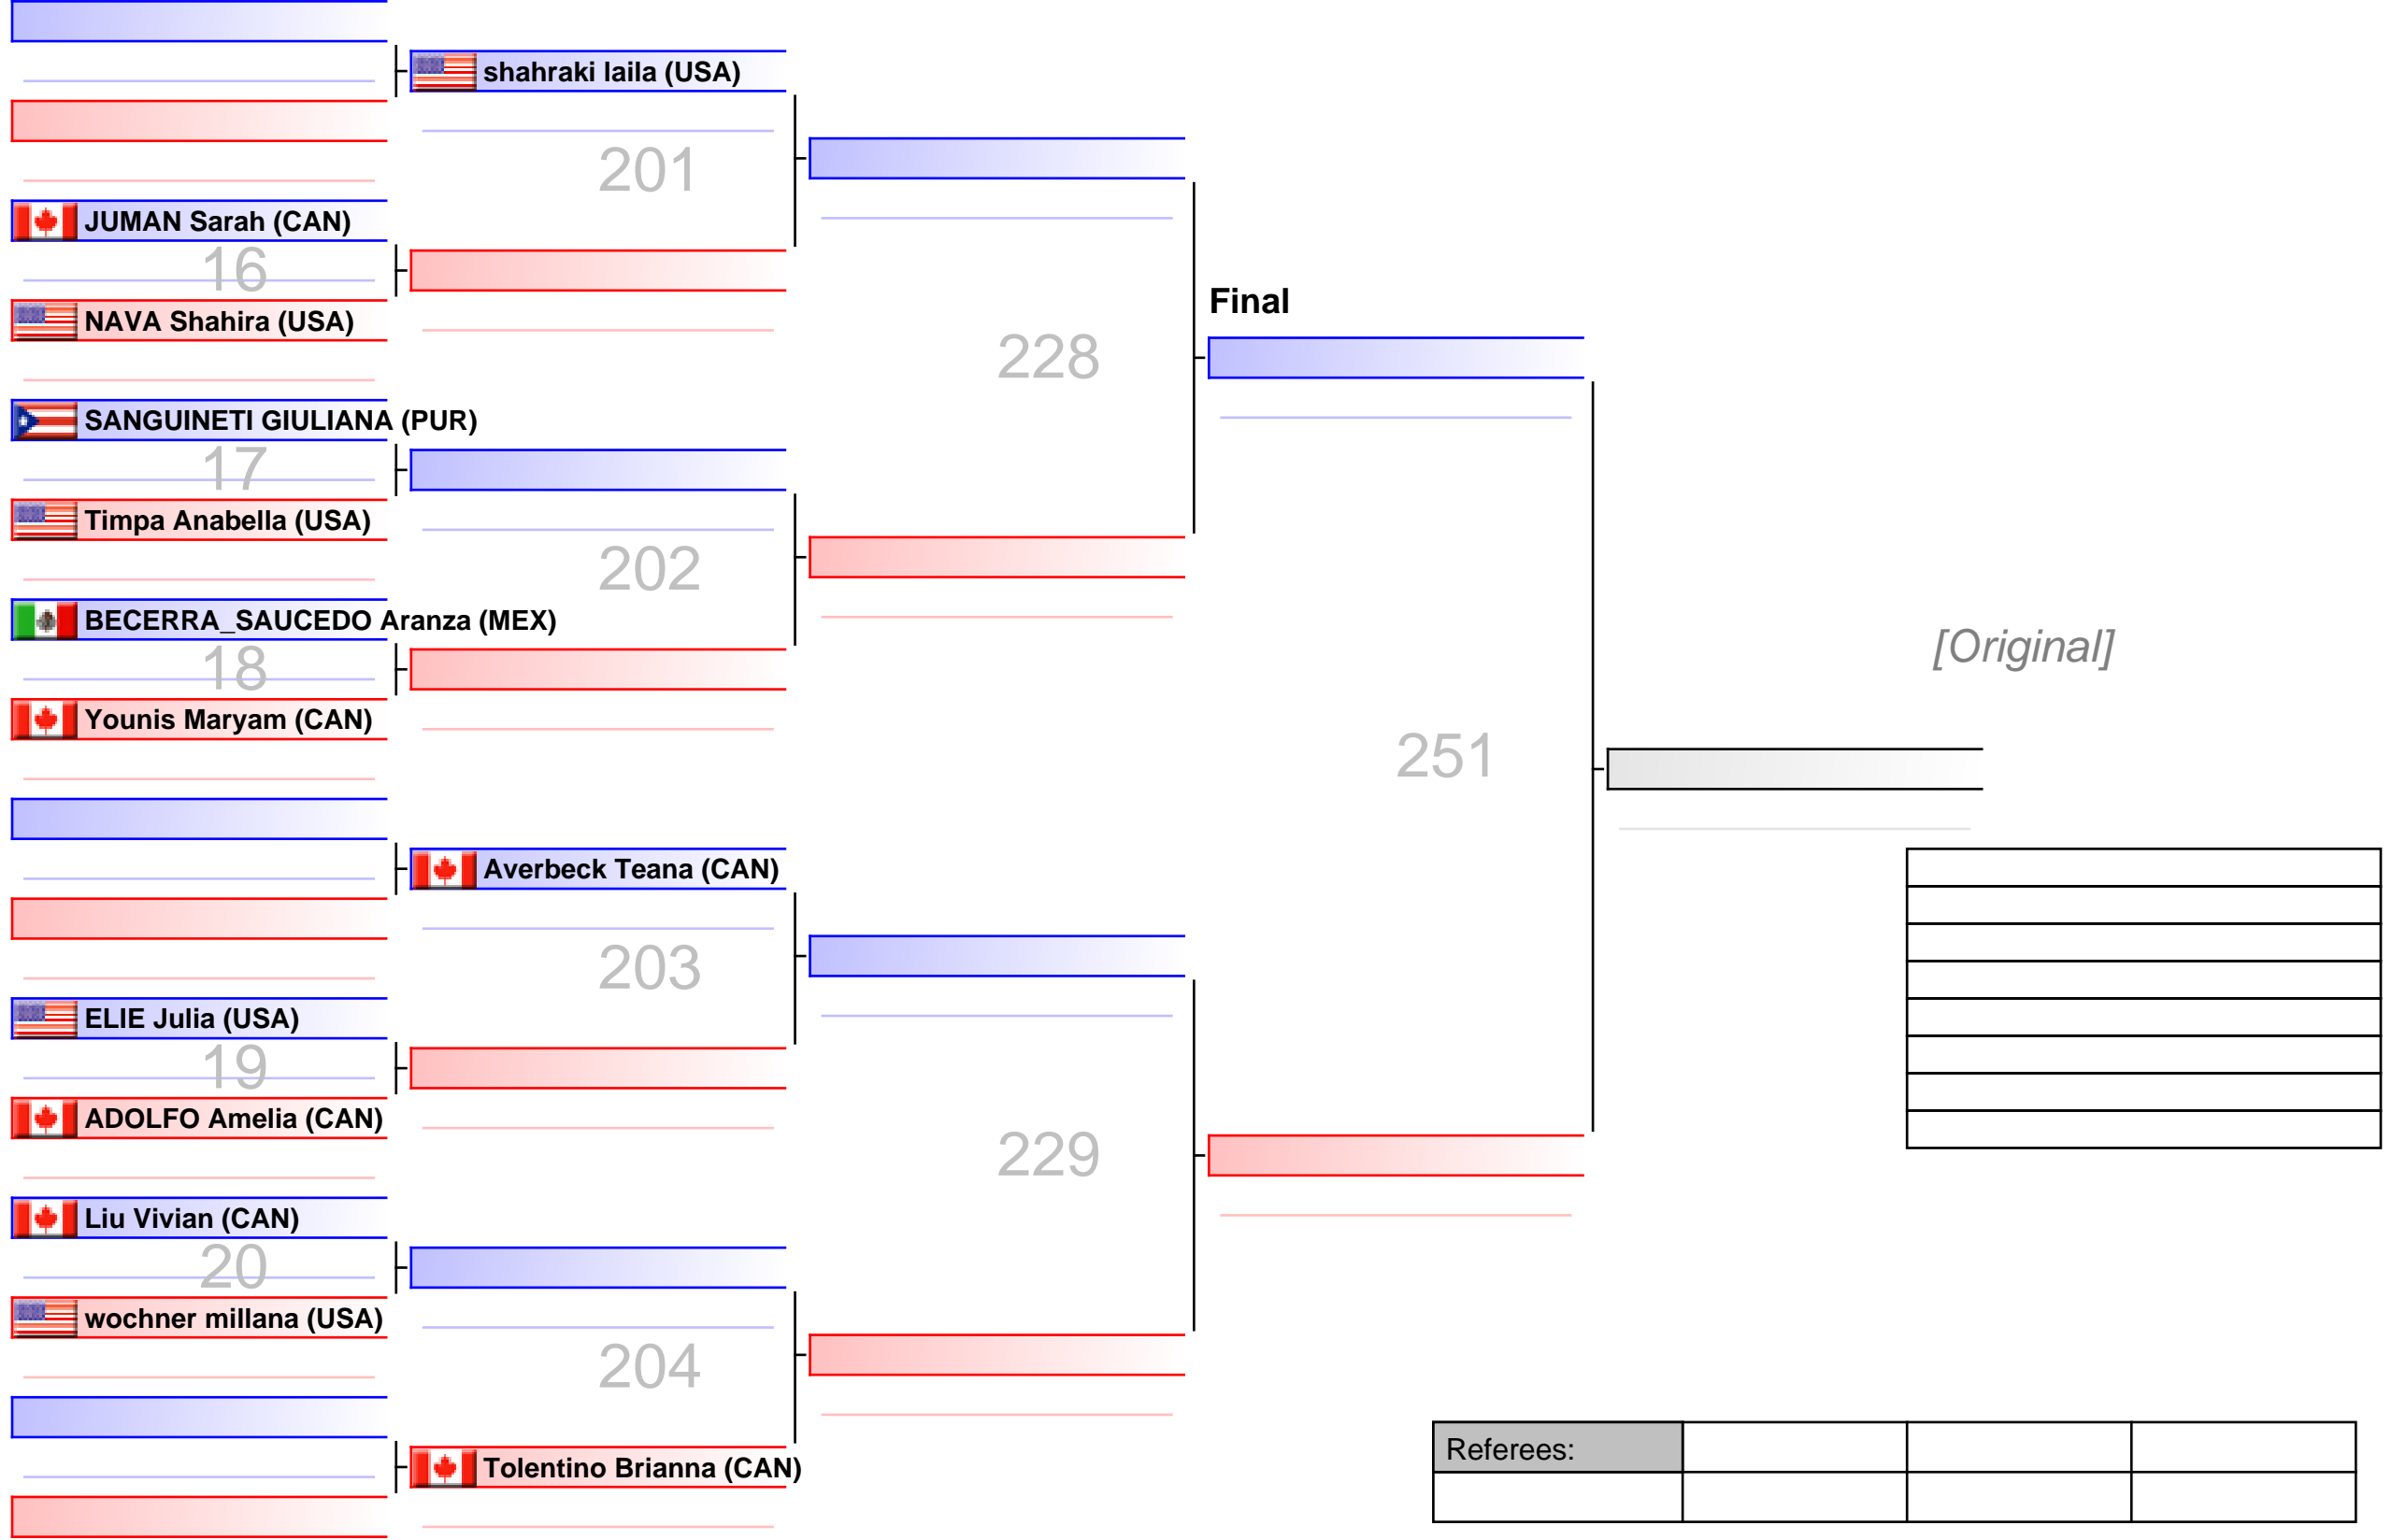 shahraki laila (USA)
201
JUMAN Sarah (CAN)
16
NAVA Shahira (USA)
Final
228
SANGUINETI GIULIANA (PUR)
17
Timpa Anabella (USA)
202
BECERRA_SAUCEDO Aranza (MEX)
18
Younis Maryam (CAN)
[Original]
251
Averbeck Teana (CAN)
203
ELIE Julia (USA)
19
ADOLFO Amelia (CAN)
229
Liu Vivian (CAN)
20
wochner millana (USA)
204
Tolentino Brianna (CAN)
Referees: